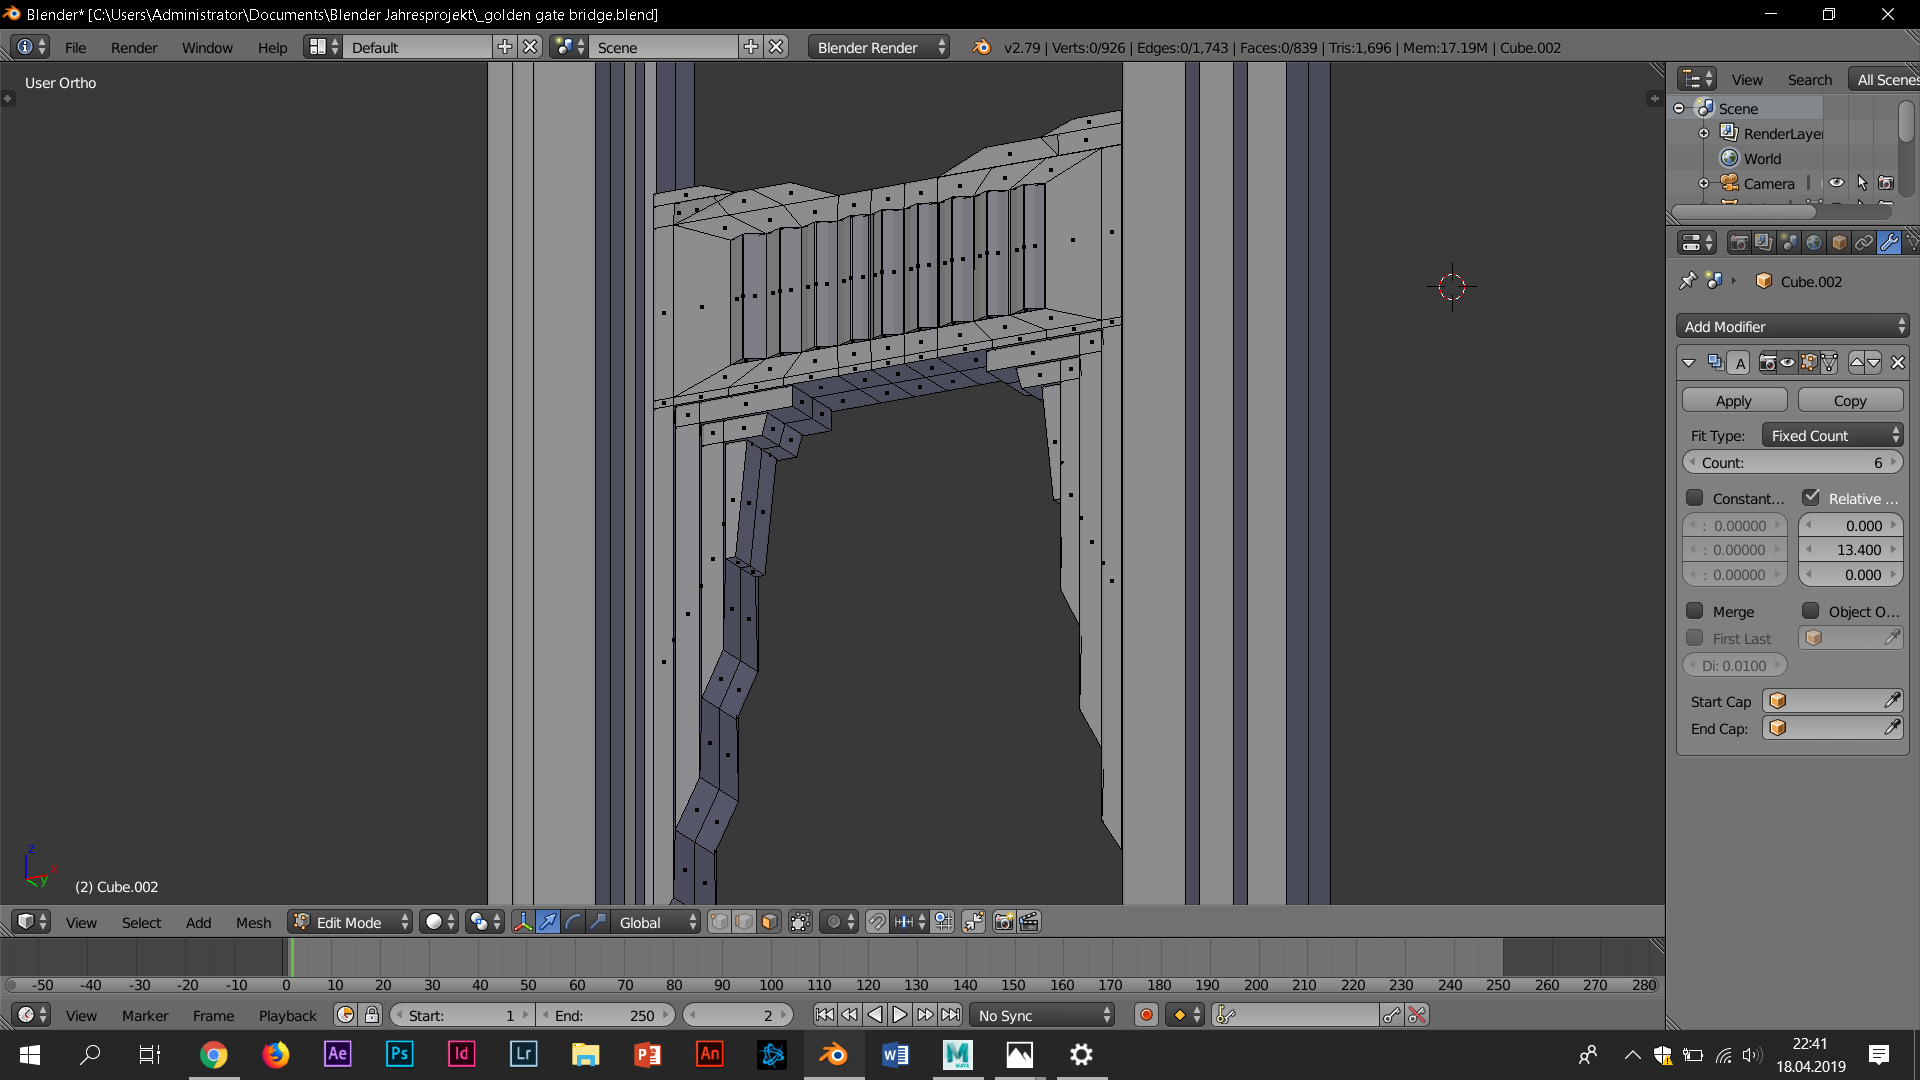 Blender* [C:\Users\Administrator\Documents\Blender Jahresprojekt\_golden gate bridge.blend]
File Render Window Help Default Scene Blender Render v2.79 | Verts:0/926 | Edges:0/1,743 | Faces:0/839 | Tris:1,696 | Mem:17.19M | Cube.002
User Ortho
View Search All Scenes
Scene
RenderLayer
World
Camera
Cube.002
Add Modifier
A
Apply Copy
Fit Type: Fixed Count
Count: 6
Constant... Relative ...
: 0.00000 0.000
: 0.00000 13.400
: 0.00000 0.000
Merge Object O...
First Last
Di: 0.0100
Start Cap
End Cap:
z
x
y
(2) Cube.002
View Select Add Mesh Edit Mode Global
-50 -40 -30 -20 -10 0 10 20 30 40 50 60 70 80 90 100 110 120 130 140 150 160 170 180 190 200 210 220 230 240 250 260 270 280
View Marker Frame Playback Start: 1 End: 250 2 No Sync
Ae Ps Id Lr P An W M
22:41
18.04.2019